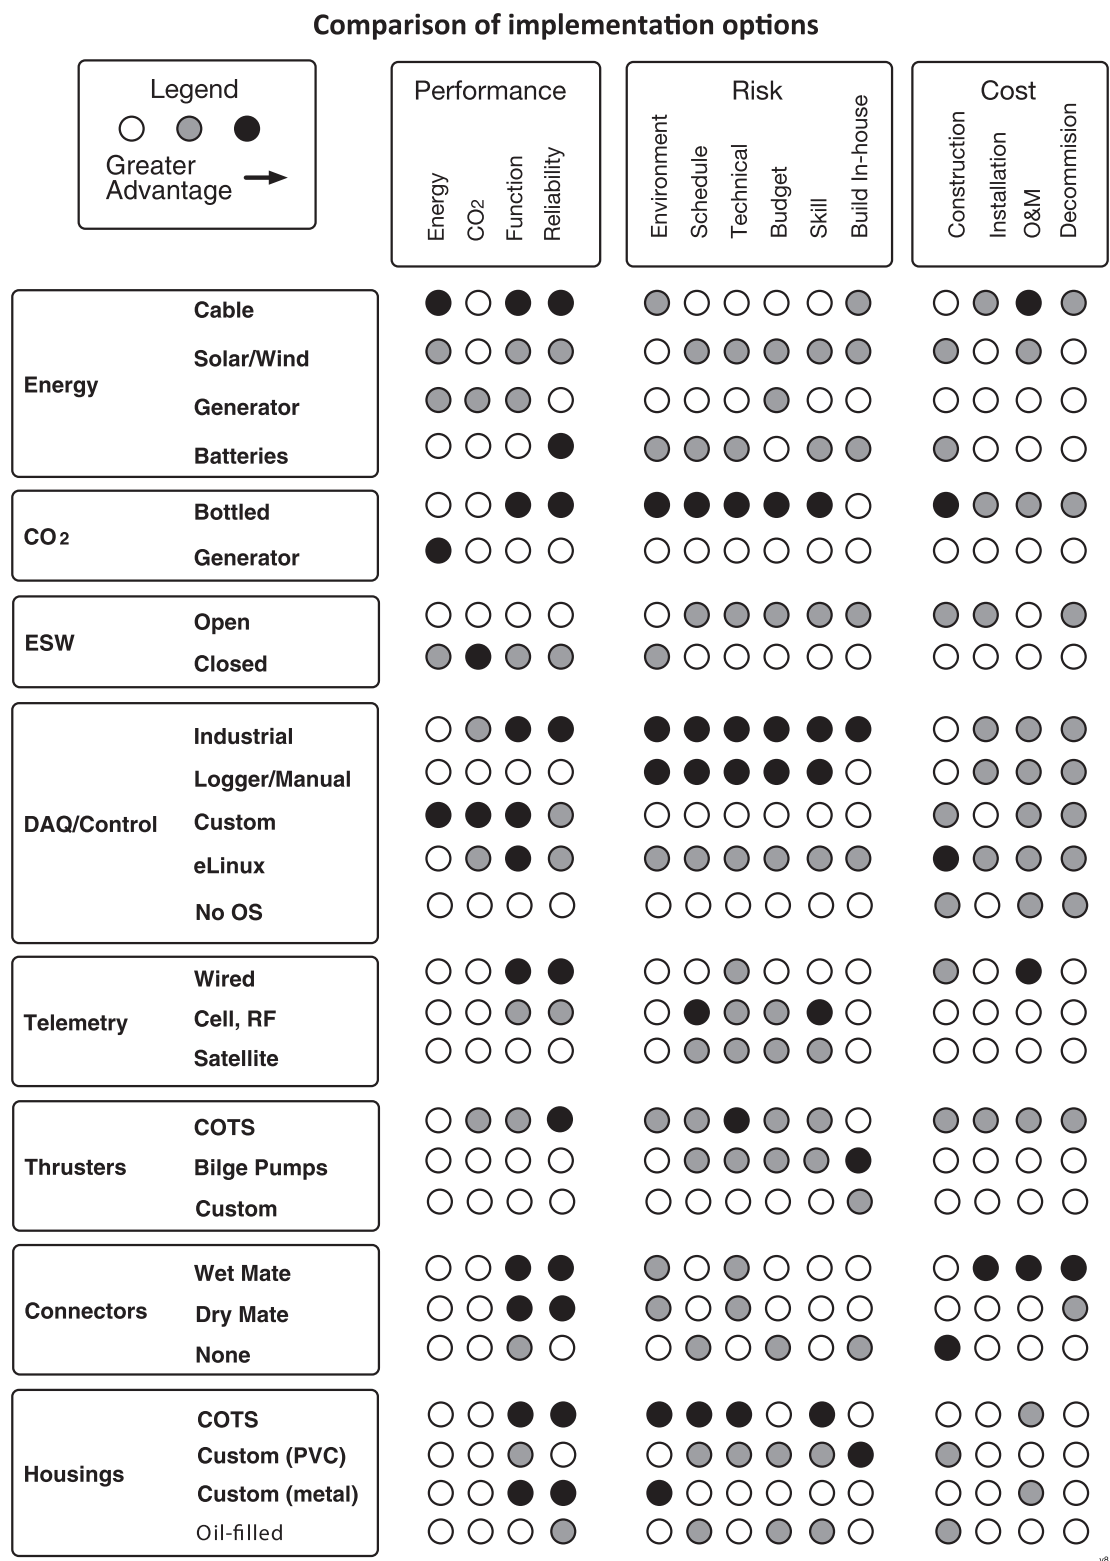 Comparison of implementation options
Legend
Greater
Advantage
Performance
Energy
CO2
Function
Reliability
Risk
Environment
Schedule
Technical
Budget
Skill
Build In-house
Cost
Construction
Installation
O&M
Decommision
Energy
Cable
Solar/Wind
Generator
Batteries
CO2
Bottled
Generator
ESW
Open
Closed
DAQ/Control
Industrial
Logger/Manual
Custom
eLinux
No OS
Telemetry
Wired
Cell, RF
Satellite
Thrusters
COTS
Bilge Pumps
Custom
Connectors
Wet Mate
Dry Mate
None
Housings
COTS
Custom (PVC)
Custom (metal)
Oil-filled
v8